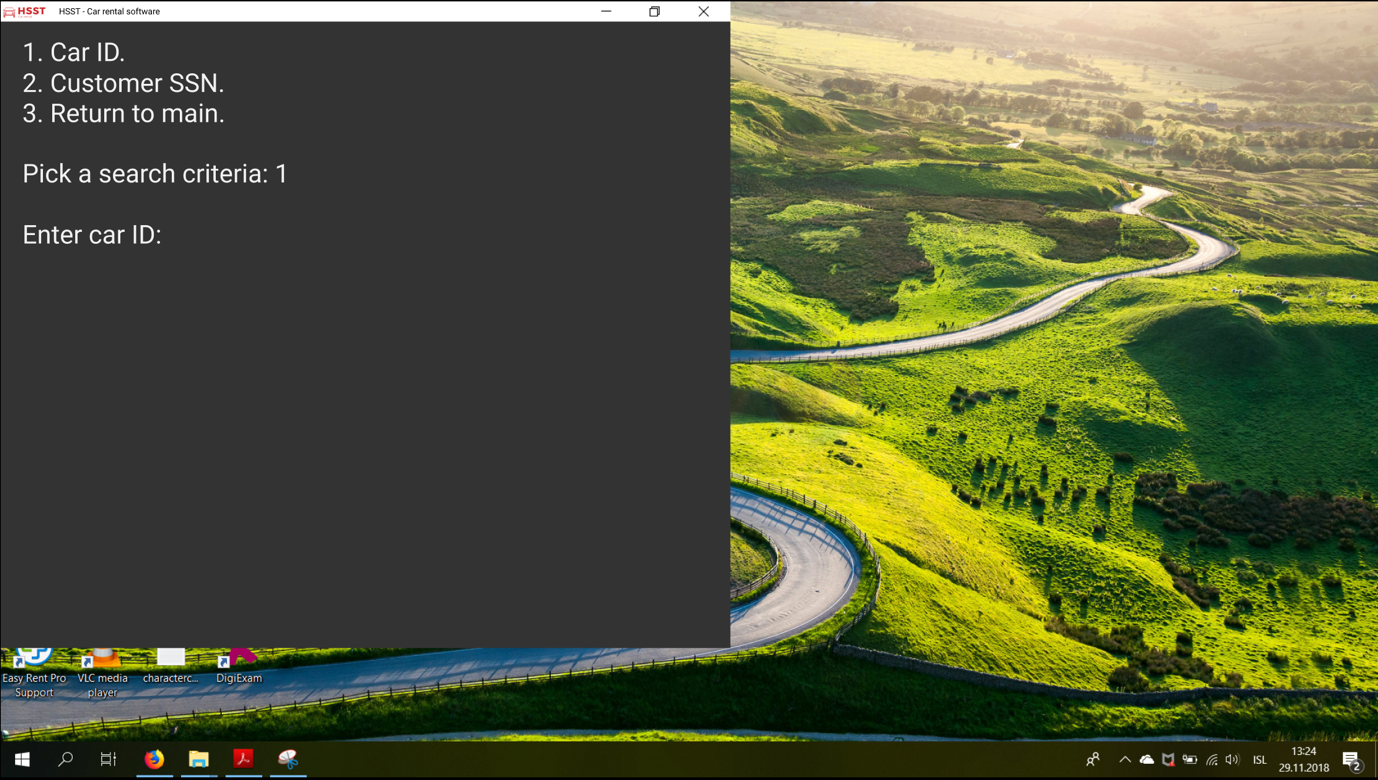 HSST HSST - Car rental software
1. Car ID.
2. Customer SSN.
3. Return to main.
Pick a search criteria: 1
Enter car ID:
Easy Rent Pro Support
VLC media player
characterc...
DigiExam
ISL
13:24
29.11.2018
2